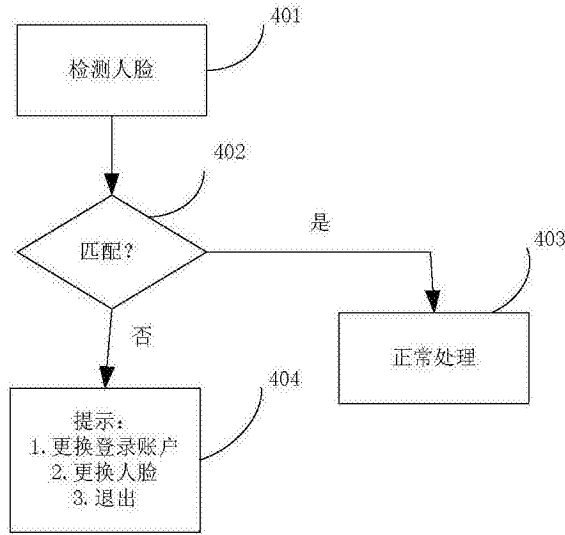 401
检测人脸
402
匹配?
是
403
正常处理
否
404
提示:
1.更换登录账户
2.更换人脸
3.退出